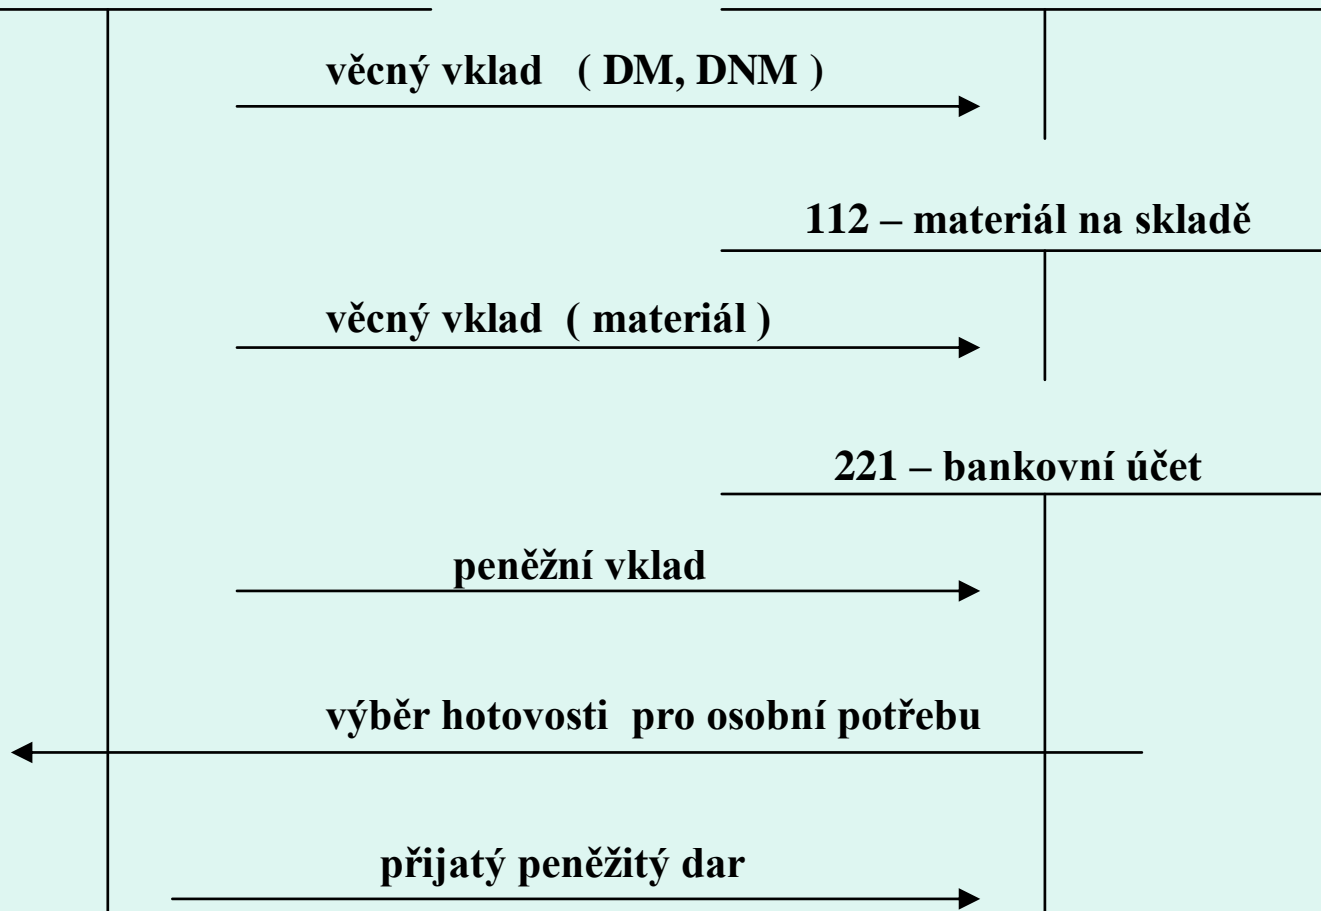 věcný vklad ( DM, DNM )
112 – materiál na skladě
věcný vklad ( materiál )
221 – bankovní účet
peněžní vklad
výběr hotovosti pro osobní potřebu
přijatý peněžitý dar